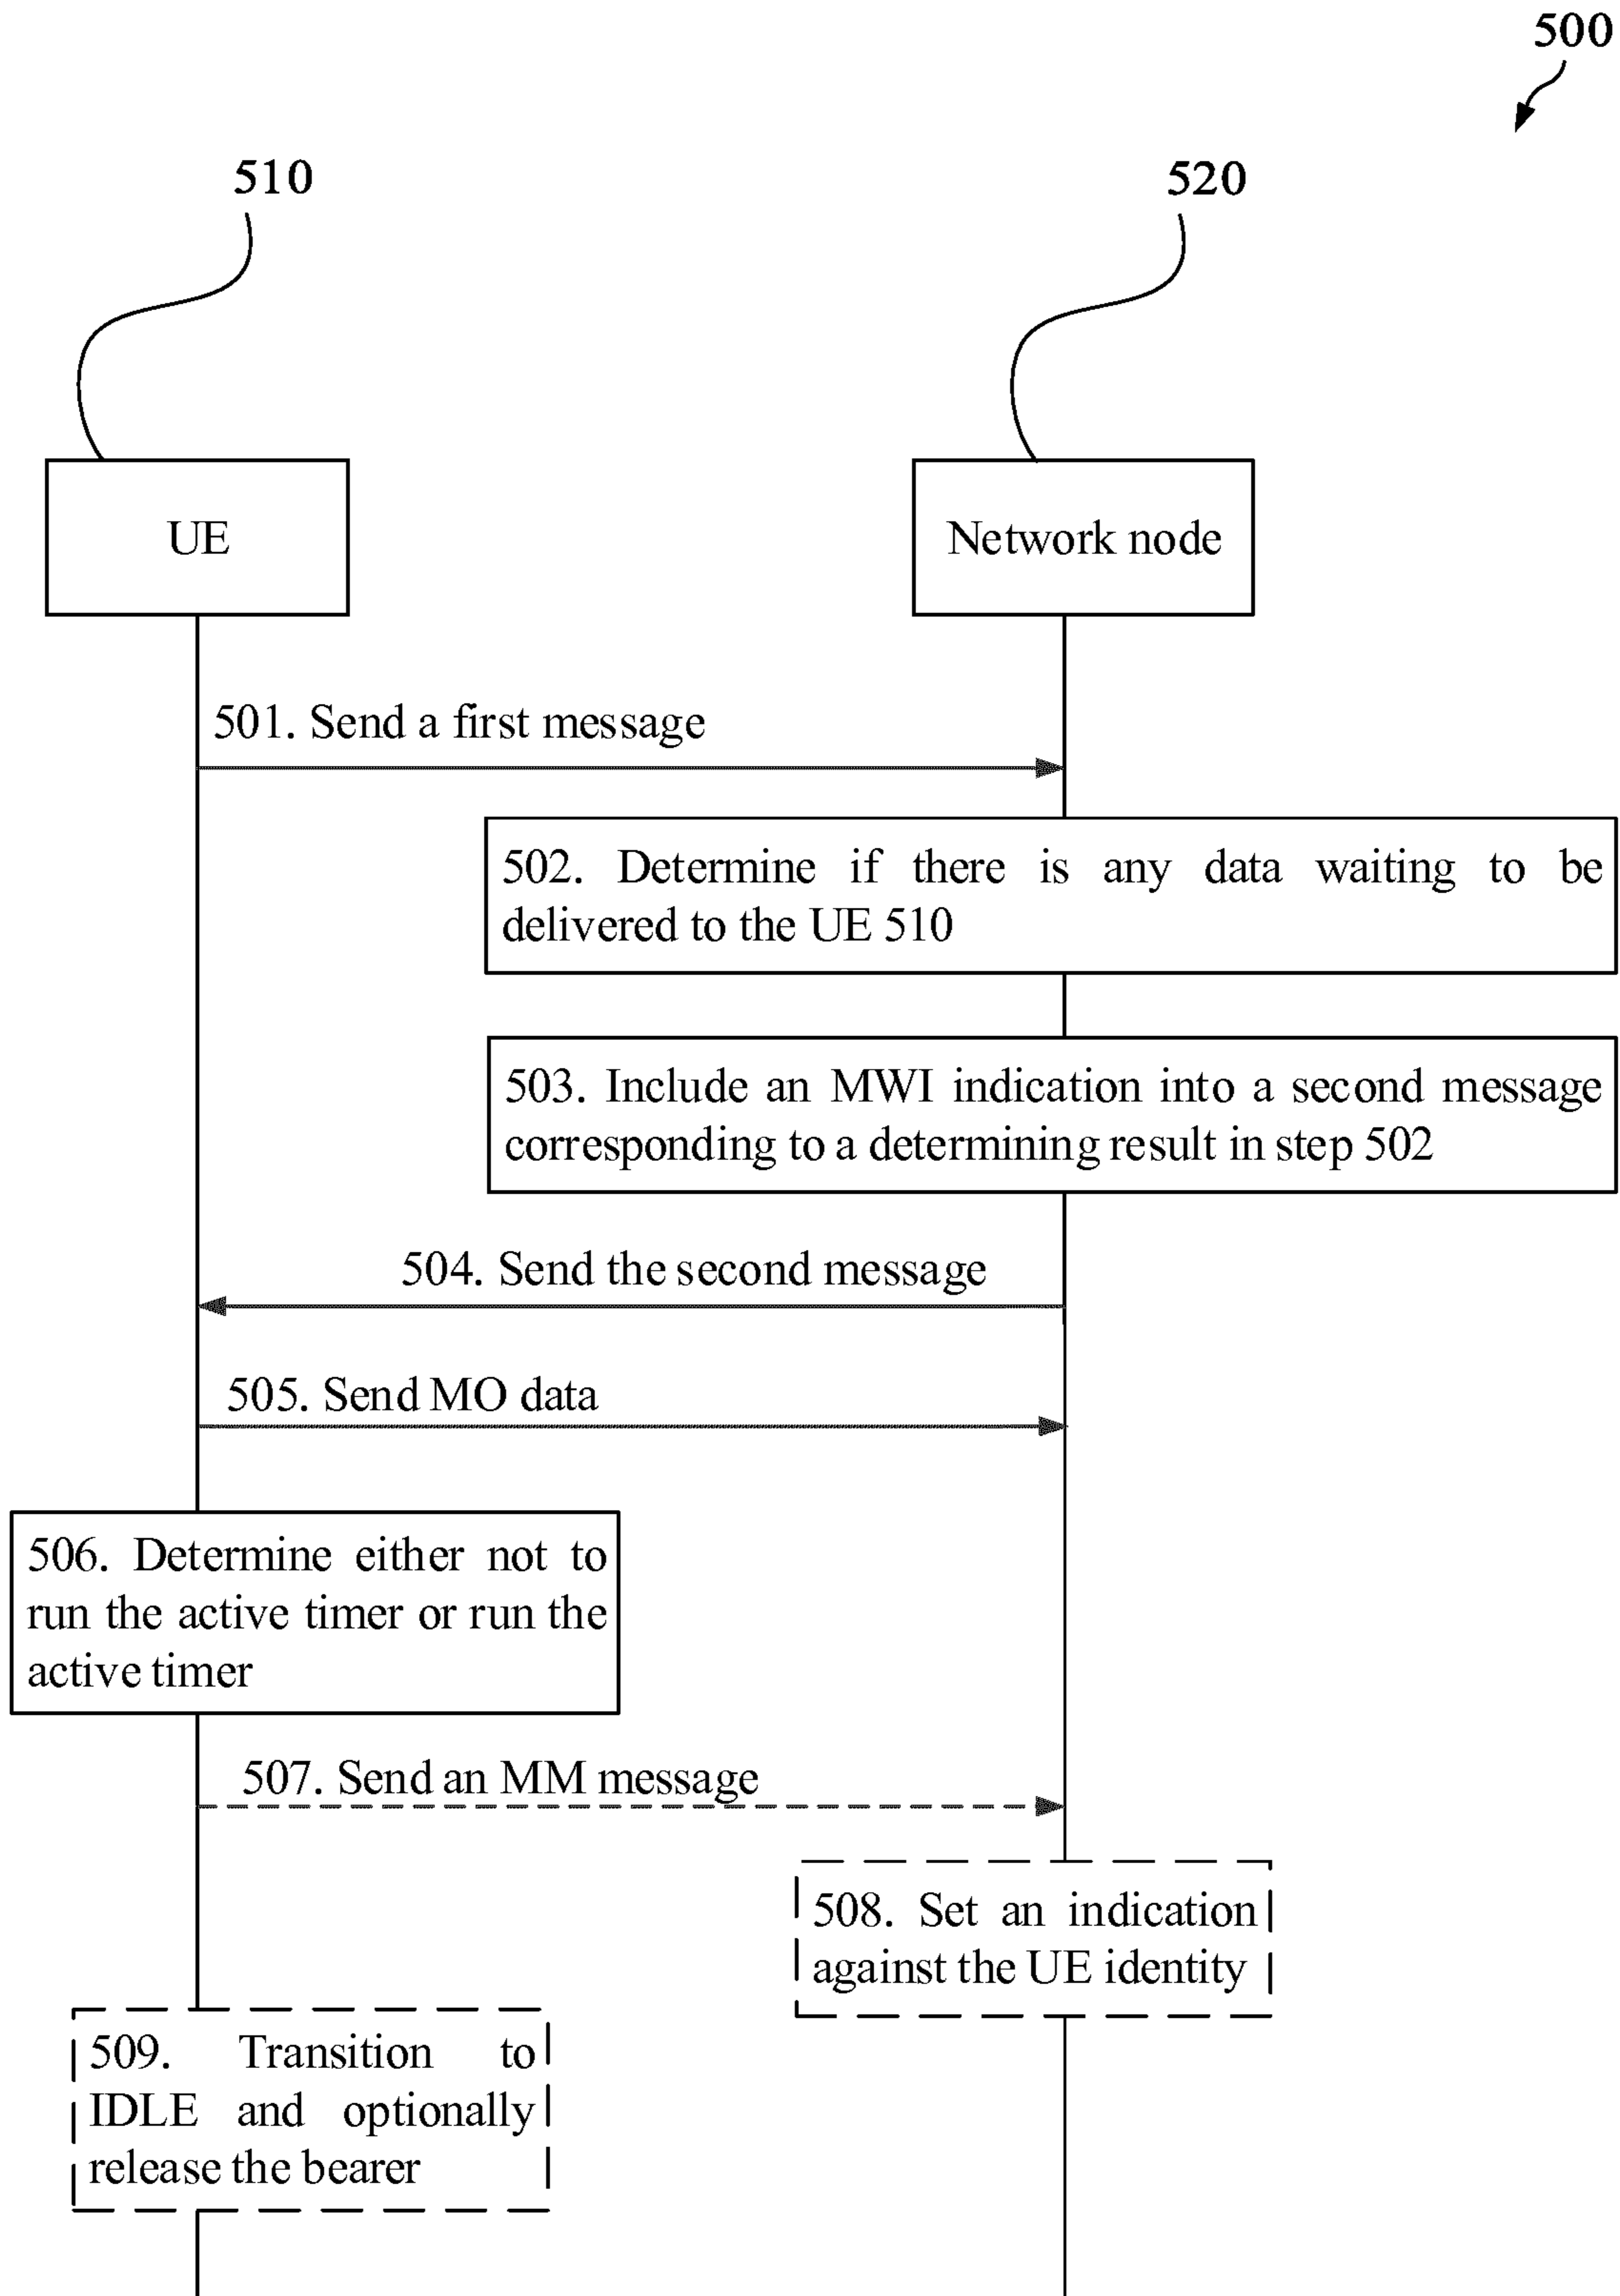 500
510
520
UE
Network node
501. Send a first message
502. Determine if there is any data waiting to be
delivered to the UE 510
503. Include an MWI indication into a second message
corresponding to a determining result in step 502
504. Send the second message
505. Send MO data
506. Determine either not to
run the active timer or run the
active timer
507. Send an MM message
508. Set an indication
against the UE identity
509. Transition to
IDLE and optionally
release the bearer